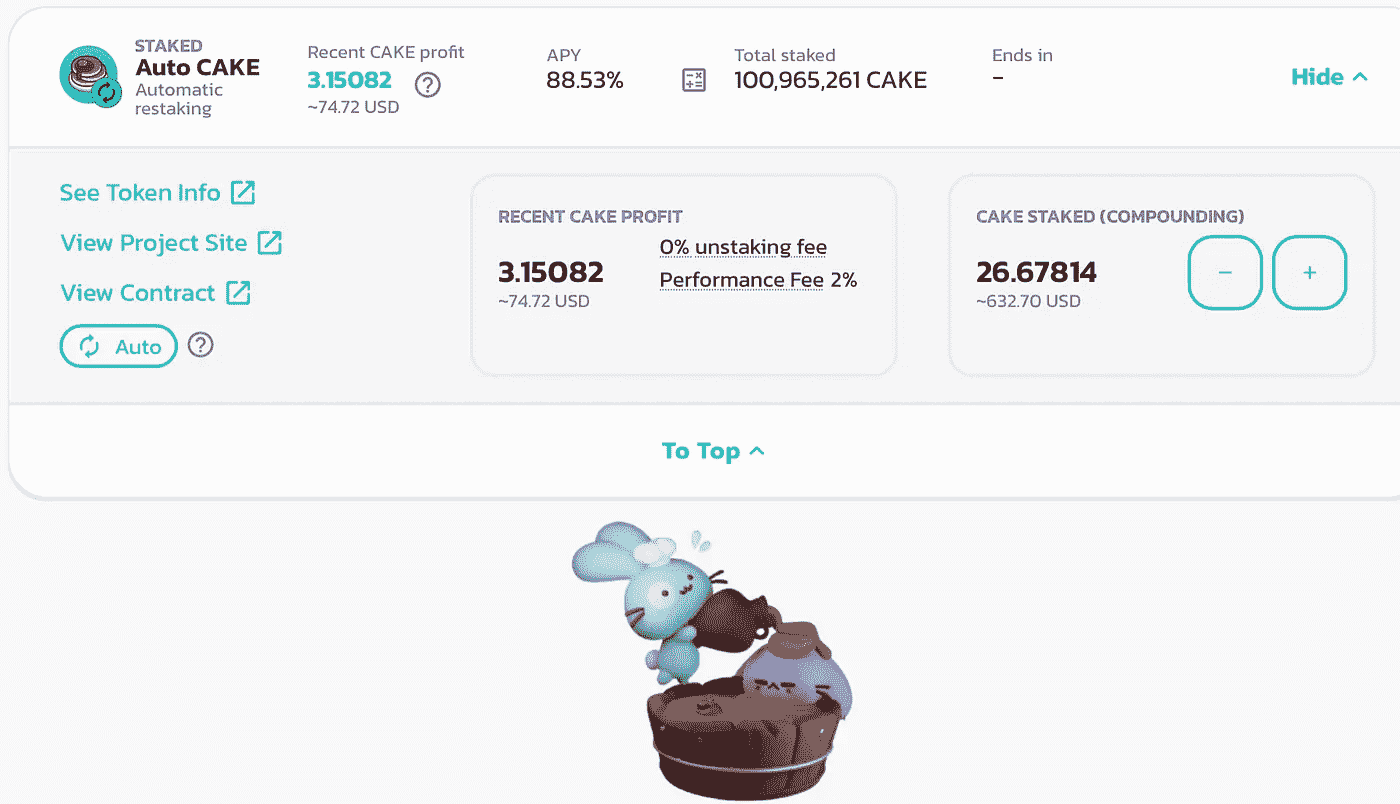 STAKED
Auto CAKE
Automatic
restaking
Recent CAKE profit
3.15082
~74.72 USD
APY
88.53%
Total staked
100,965,261 CAKE
Ends in
-
Hide
See Token Info
View Project Site
View Contract
Auto
RECENT CAKE PROFIT
3.15082
~74.72 USD
0% unstaking fee
Performance Fee 2%
CAKE STAKED (COMPOUNDING)
26.67814
~632.70 USD
To Top